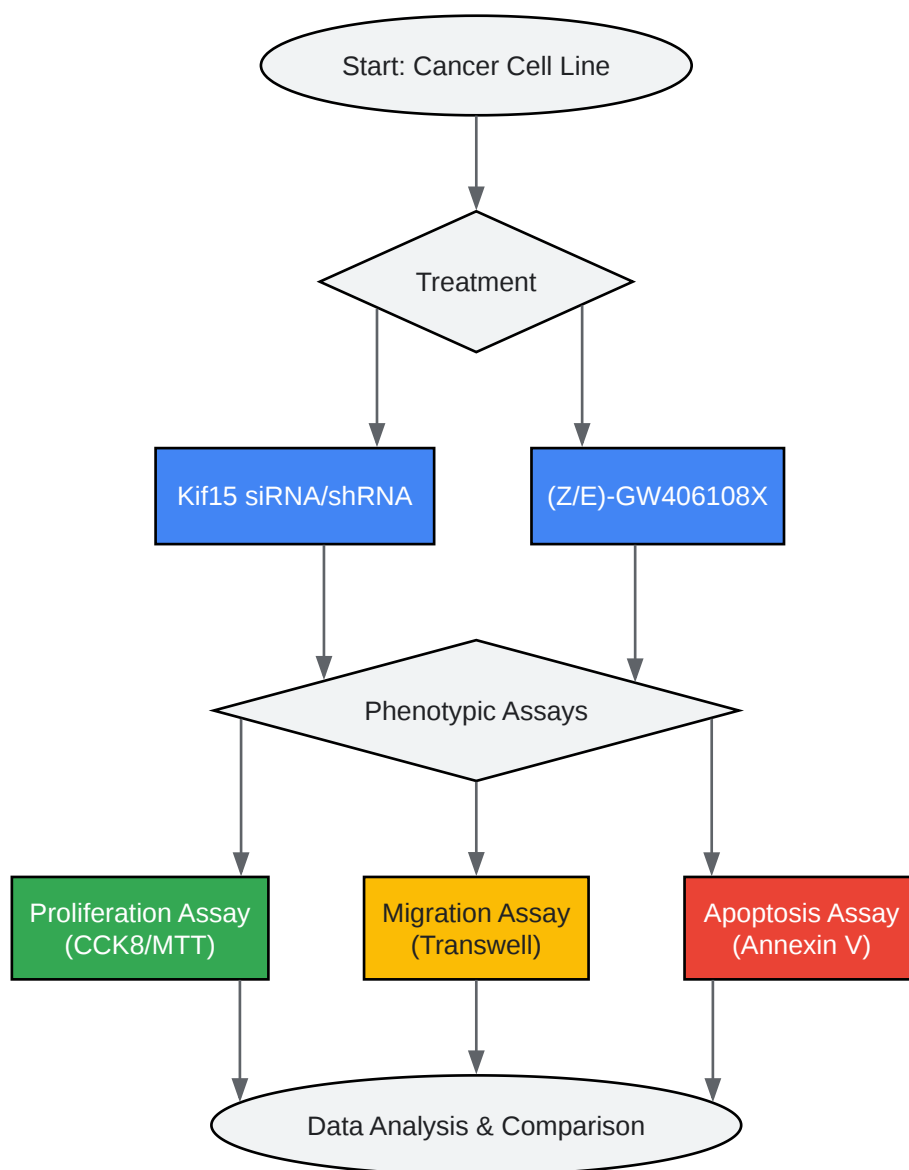 Start: Cancer Cell Line
Treatment
Kif15 siRNA/shRNA
(Z/E)-GW406108X
Phenotypic Assays
Proliferation Assay
(CCK8/MTT)
Migration Assay
(Transwell)
Apoptosis Assay
(Annexin V)
Data Analysis & Comparison